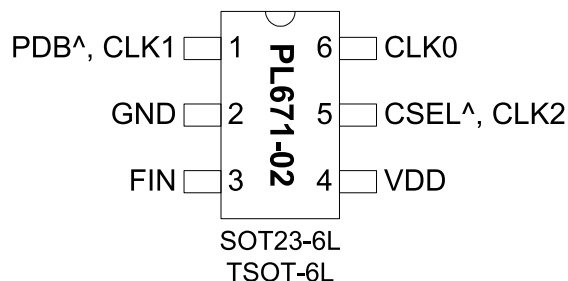 PDB^, CLK1 1 6 CLK0
GND 2 5 CSEL^, CLK2
FIN 3 4 VDD
PL671-02
SOT23-6L
TSOT-6L